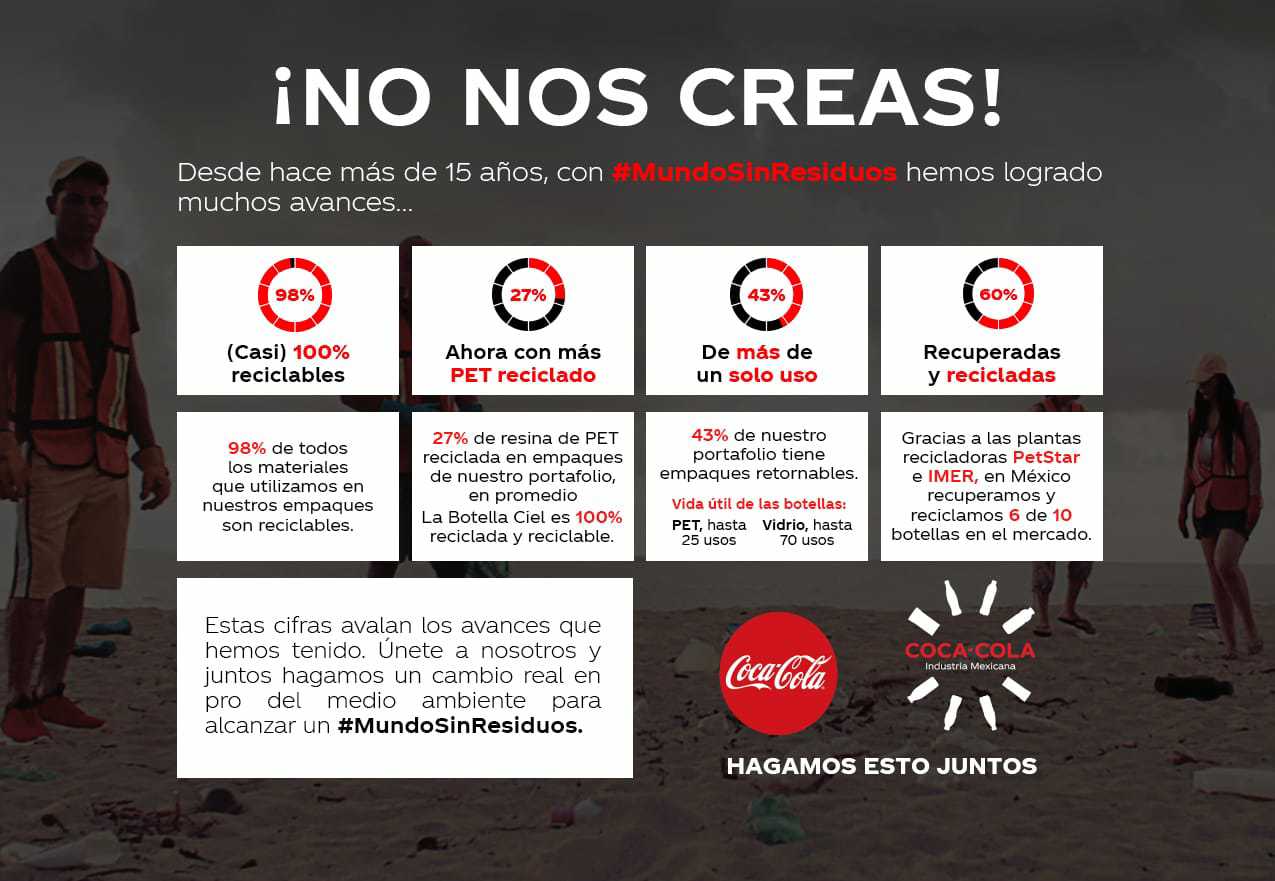 ¡NO NOS CREAS!
Desde hace más de 15 años, con #MundoSinResiduos hemos logrado
muchos avances...
98%
(Casi) 100%
reciclables
27%
Ahora con más
PET reciclado
43%
De más de
un solo uso
60%
Recuperadas
y recicladas
98% de todos
los materiales
que utilizamos en
nuestros empaques
son reciclables.
27% de resina de PET
reciclada en empaques
de nuestro portafolio,
en promedio
La Botella Ciel es 100%
reciclada y reciclable.
43% de nuestro
portafolio tiene
empaques retornables.
Vida útil de las botellas:
PET, hasta
25 usos
Vidrio, hasta
70 usos
Gracias a las plantas
recicladoras PetStar
e IMER, en México
recuperamos y
reciclamos 6 de 10
botellas en el mercado.
Estas cifras avalan los avances que
hemos tenido. Únete a nosotros y
juntos hagamos un cambio real en
pro del medio ambiente para
alcanzar un #MundoSinResiduos.
Coca-Cola
COCA-COLA
Industria Mexicana
HAGAMOS ESTO JUNTOS